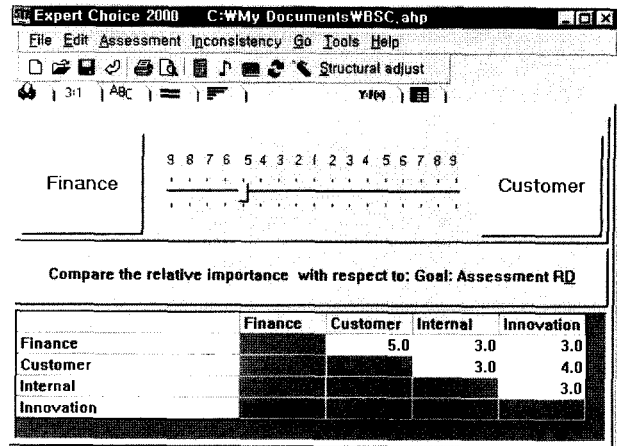 Expert Choice 2000 C:₩My Documents₩BSC.ahp
File Edit Assessment Inconsistency Go Tools Help
Structural adjust
3:1 ABC Y=f(x)
9 8 7 6 5 4 3 2 1 2 3 4 5 6 7 8 9
Finance Customer
Compare the relative importance with respect to: Goal: Assessment RD
Finance Customer Internal Innovation
Finance 5.0 3.0 3.0
Customer 3.0 4.0
Internal 3.0
Innovation